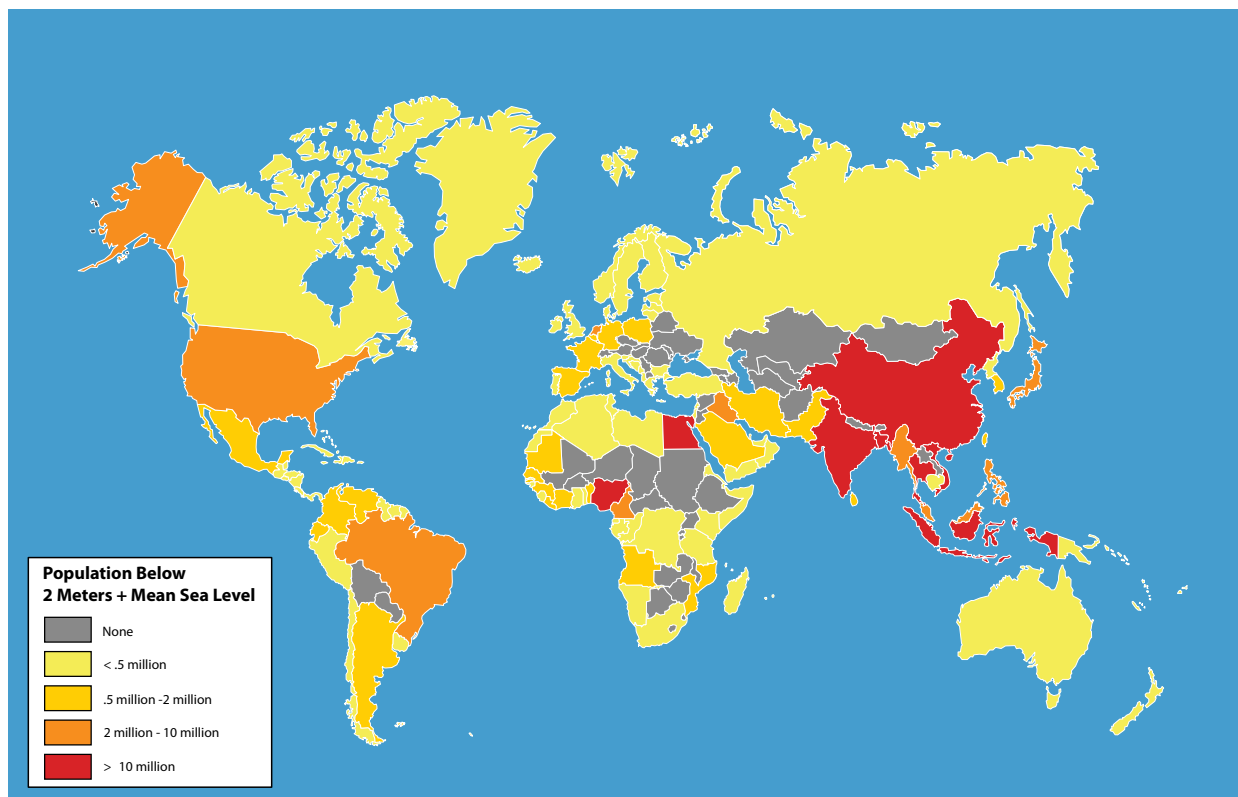 Population Below
2 Meters + Mean Sea Level
None
< .5 million
.5 million -2 million
2 million - 10 million
> 10 million